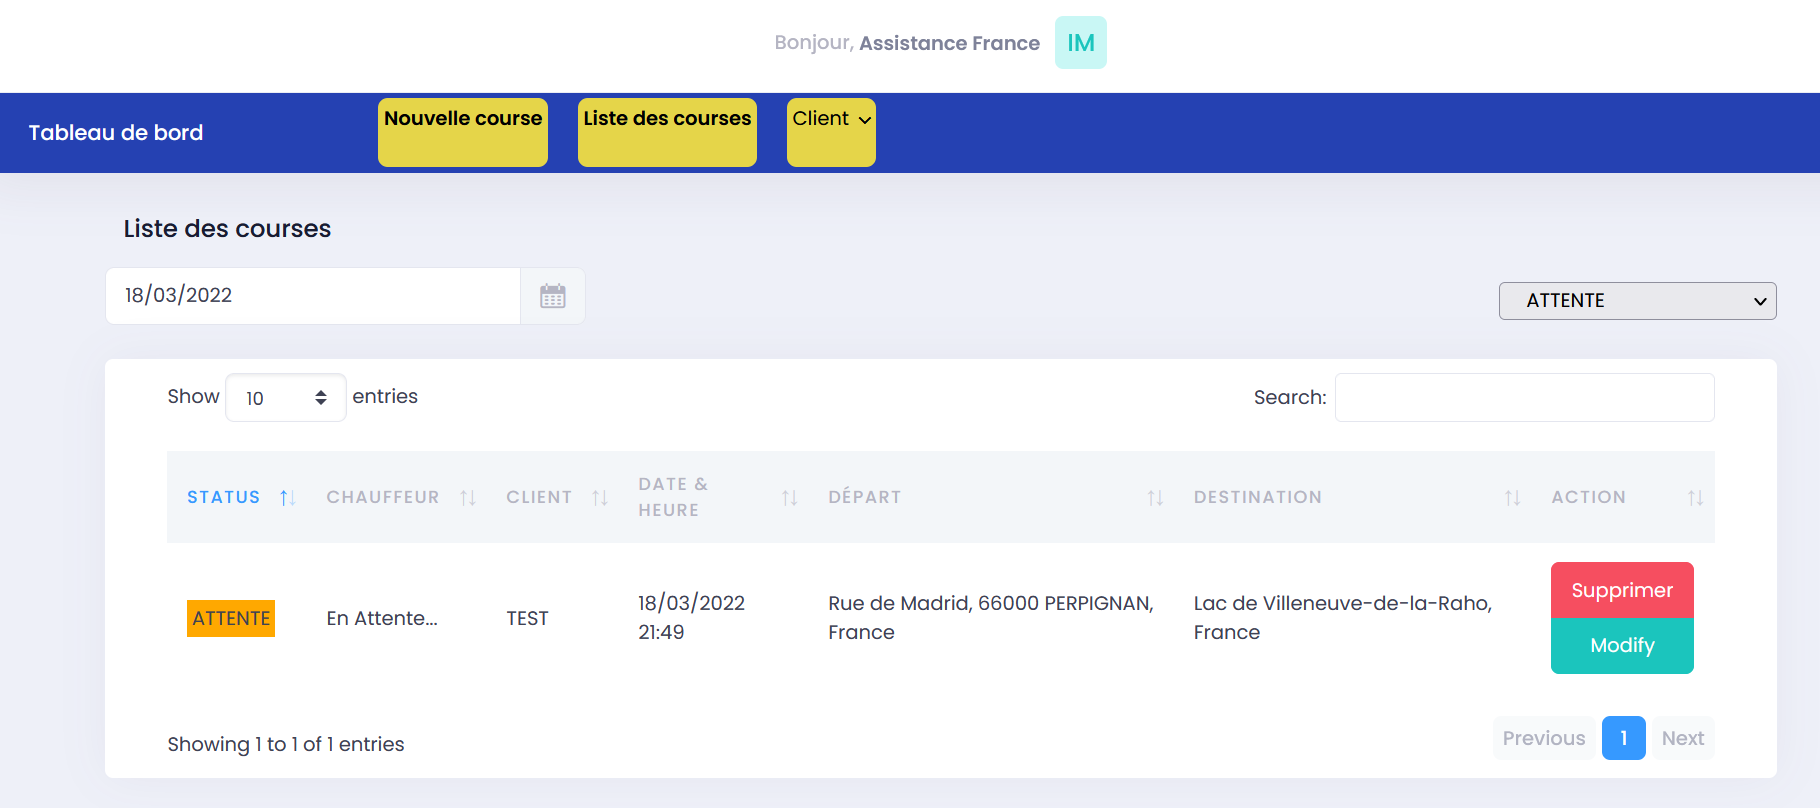 Bonjour, Assistance France IM
Tableau de bord Nouvelle course Liste des courses Client
Liste des courses
18/03/2022
ATTENTE
Show 10 entries Search:
STATUS CHAUFFEUR CLIENT DATE & HEURE DÉPART DESTINATION ACTION
ATTENTE En Attente... TEST 18/03/2022 21:49 Rue de Madrid, 66000 PERPIGNAN, France Lac de Villeneuve-de-la-Raho, France Supprimer
Modify
Showing 1 to 1 of 1 entries Previous 1 Next